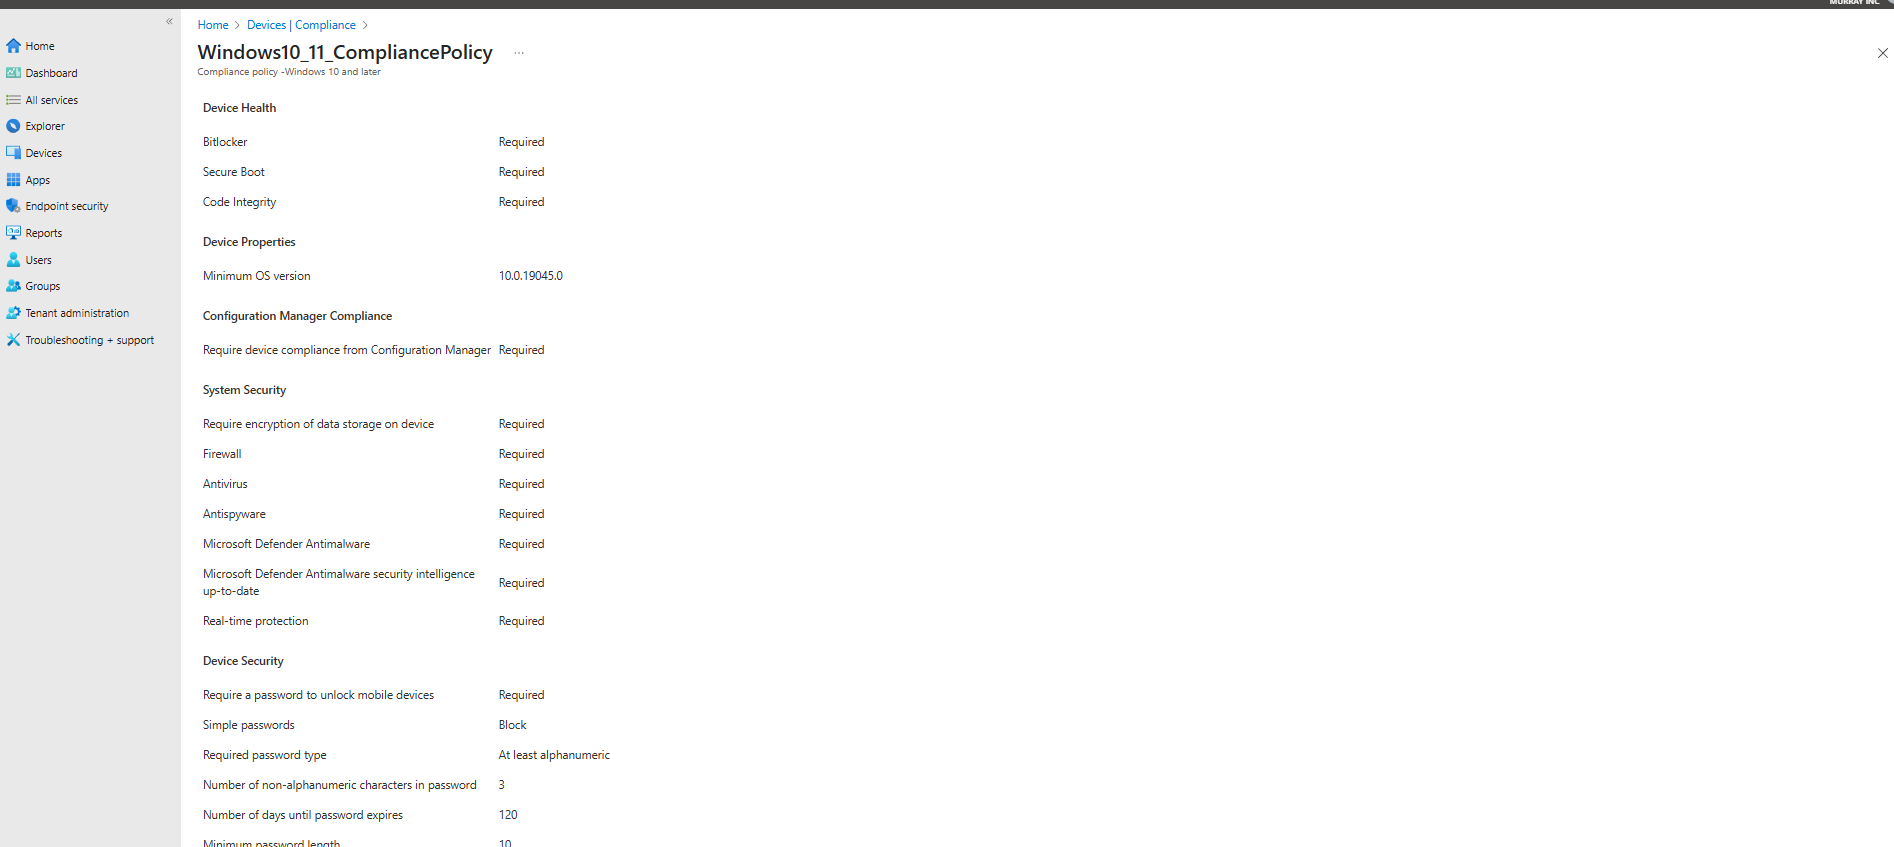 MURRAY INC
«
Home > Devices | Compliance >
Windows10_11_CompliancePolicy ...
Compliance policy -Windows 10 and later
Home
Dashboard
All services
Explorer
Devices
Apps
Endpoint security
Reports
Users
Groups
Tenant administration
Troubleshooting + support
Device Health
Bitlocker Required
Secure Boot Required
Code Integrity Required
Device Properties
Minimum OS version 10.0.19045.0
Configuration Manager Compliance
Require device compliance from Configuration Manager Required
System Security
Require encryption of data storage on device Required
Firewall Required
Antivirus Required
Antispyware Required
Microsoft Defender Antimalware Required
Microsoft Defender Antimalware security intelligence
up-to-date Required
Real-time protection Required
Device Security
Require a password to unlock mobile devices Required
Simple passwords Block
Required password type At least alphanumeric
Number of non-alphanumeric characters in password 3
Number of days until password expires 120
Minimum password length 10